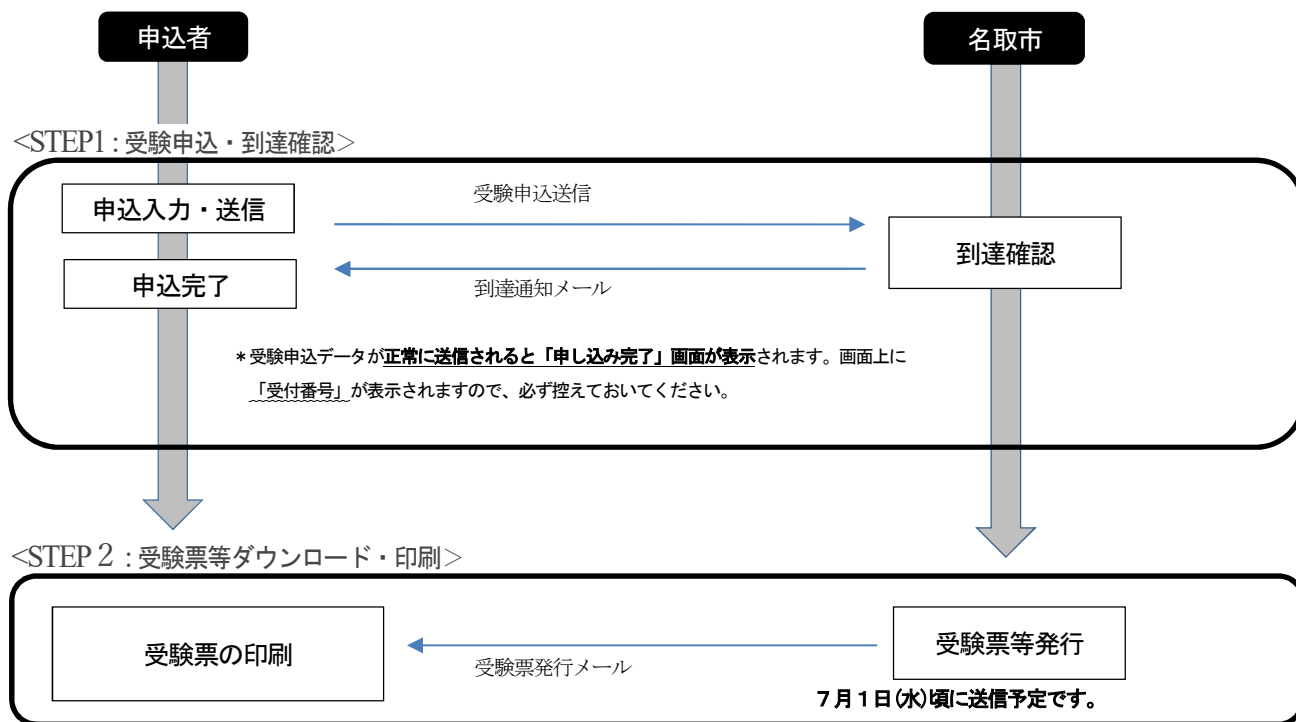 申込者
名取市
<STEP1 : 受験申込・到達確認>
申込入力・送信
受験申込送信
到達確認
申込完了
到達通知メール
*受験申込データが正常に送信されると「申し込み完了」画面が表示されます。画面上に
「受付番号」が表示されますので、必ず控えておいてください。
<STEP２ : 受験票等ダウンロード・印刷>
受験票の印刷
受験票発行メール
受験票等発行
７月１日(水)頃に送信予定です。